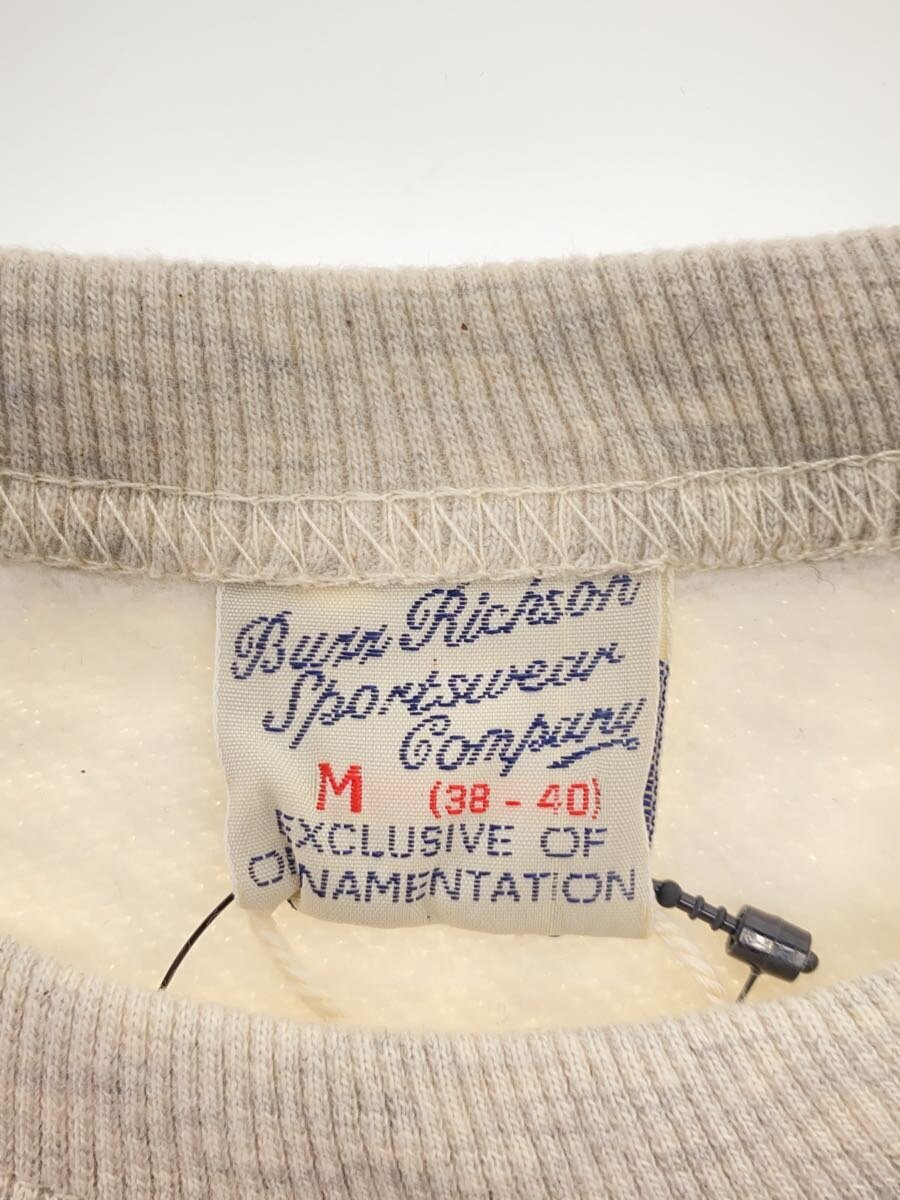 Buzz Rickson
Sportswear
Company
M (38 - 40)
EXCLUSIVE OF
ORNAMENTATION